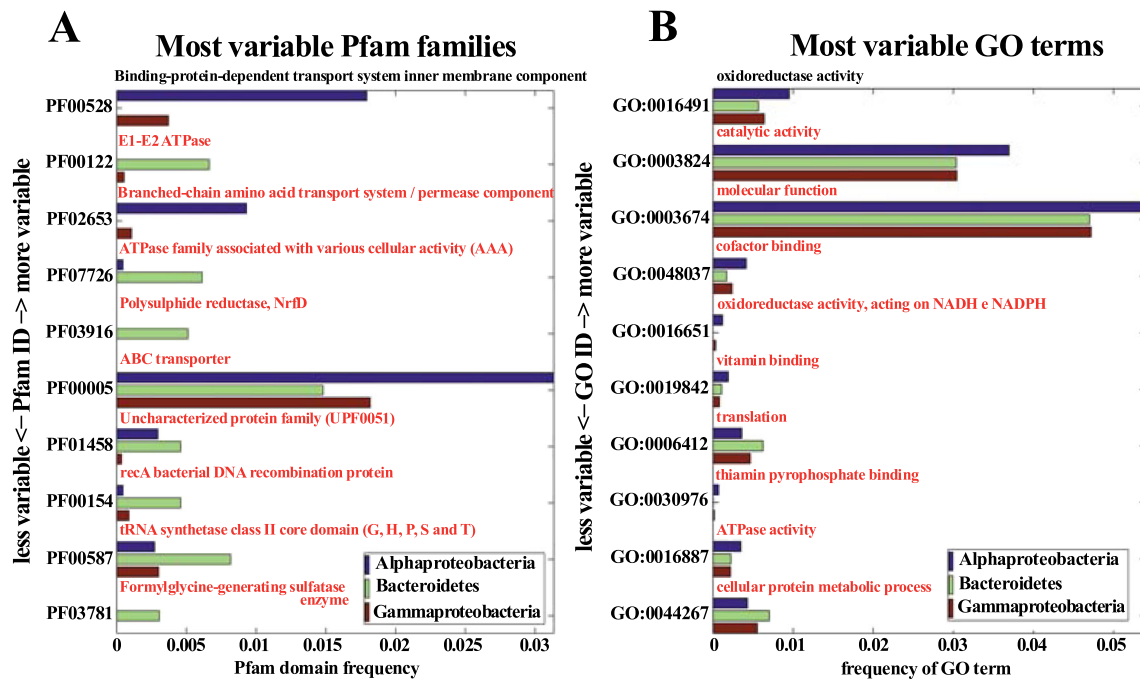 A
Most variable Pfam families
Binding-protein-dependent transport system inner membrane component
less variable <– Pfam ID –> more variable
PF00528
E1-E2 ATPase
PF00122
Branched-chain amino acid transport system / permease component
PF02653
ATPase family associated with various cellular activity (AAA)
PF07726
Polysulphide reductase, NrfD
PF03916
ABC transporter
PF00005
Uncharacterized protein family (UPF0051)
PF01458
recA bacterial DNA recombination protein
PF00154
tRNA synthetase class II core domain (G, H, P, S and T)
PF00587
Formylglycine-generating sulfatase
enzyme
PF03781
Alphaproteobacteria
Bacteroidetes
Gammaproteobacteria
0 0.005 0.01 0.015 0.02 0.025 0.03
Pfam domain frequency
B
Most variable GO terms
oxidoreductase activity
less variable <– GO ID –> more variable
GO:0016491
catalytic activity
GO:0003824
molecular function
GO:0003674
cofactor binding
GO:0048037
oxidoreductase activity, acting on NADH e NADPH
GO:0016651
vitamin binding
GO:0019842
translation
GO:0006412
thiamin pyrophosphate binding
GO:0030976
ATPase activity
GO:0016887
cellular protein metabolic process
GO:0044267
Alphaproteobacteria
Bacteroidetes
Gammaproteobacteria
0 0.01 0.02 0.03 0.04 0.05
frequency of GO term